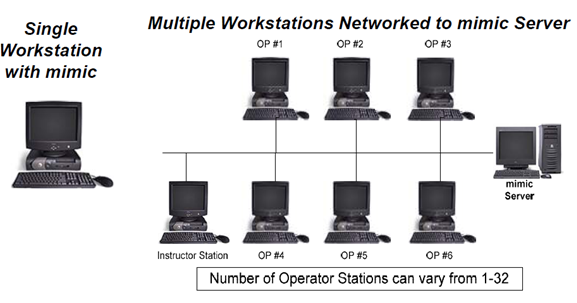 Single
Workstation
with mimic
Multiple Workstations Networked to mimic Server
OP #1
OP #2
OP #3
mimic
Server
Instructor Station
OP #4
OP #5
OP #6
Number of Operator Stations can vary from 1-32